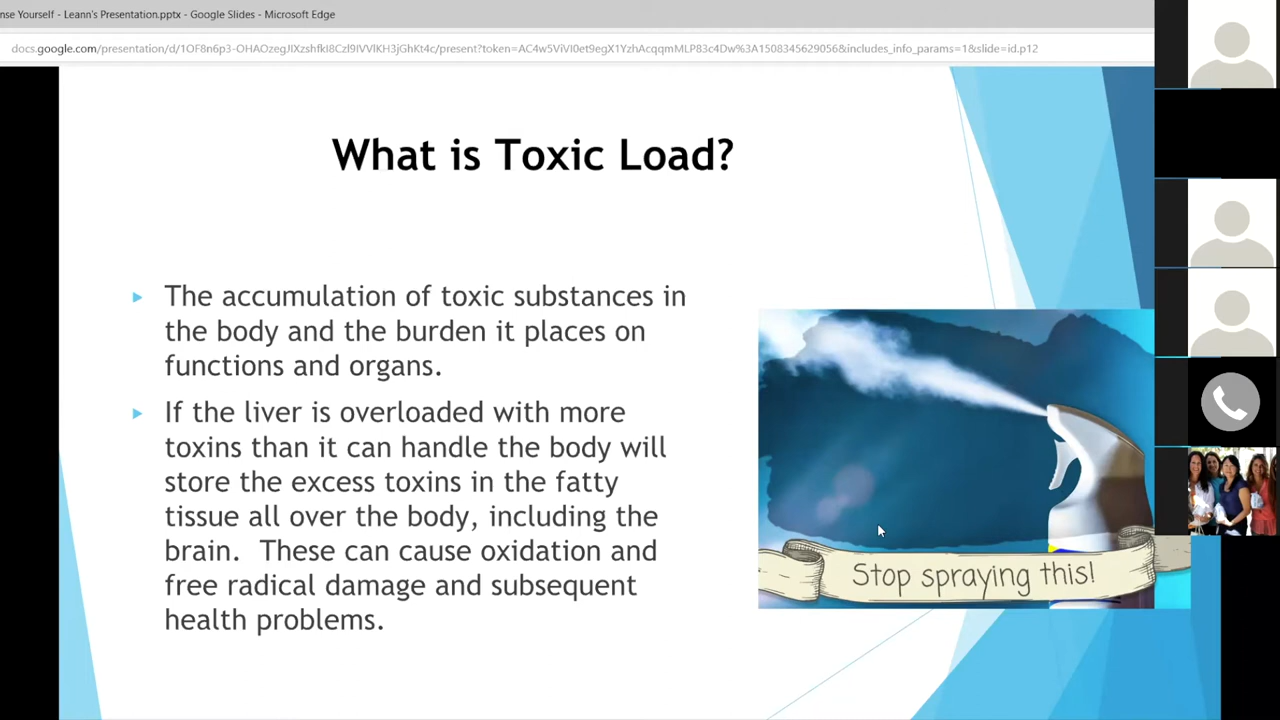 nse Yourself - Leann's Presentation.pptx - Google Slides - Microsoft Edge
What is Toxic Load?
The accumulation of toxic substances in
the body and the burden it places on
functions and organs.
If the liver is overloaded with more
toxins than it can handle the body will
store the excess toxins in the fatty
tissue all over the body, including the
brain. These can cause oxidation and
free radical damage and subsequent
health problems.
Stop spraying this!